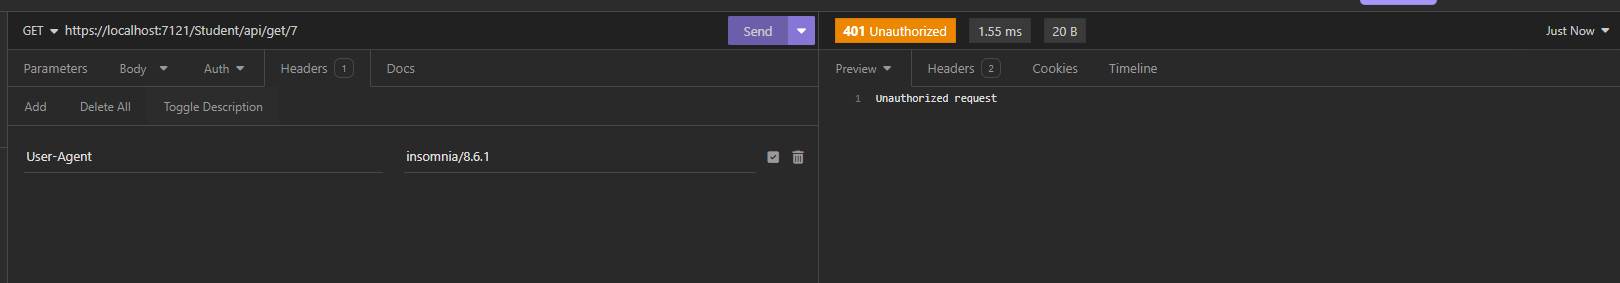 GET https://localhost:7121/Student/api/get/7 Send
Parameters Body Auth Headers 1 Docs
Add Delete All Toggle Description
User-Agent insomnia/8.6.1
401 Unauthorized 1.55 ms 20 B Just Now
Preview Headers 2 Cookies Timeline
1 Unauthorized request